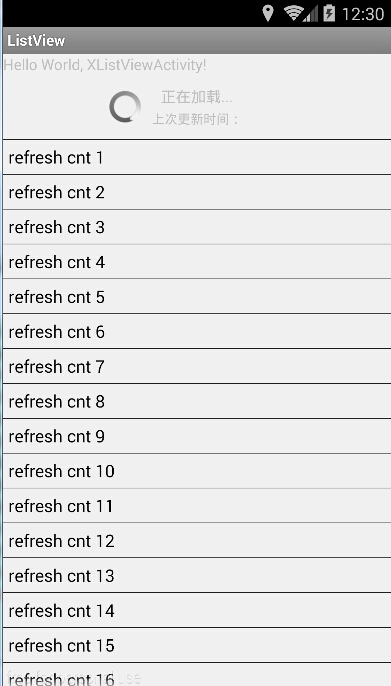 12:30
ListView
Hello World, XListViewActivity!
正在加载...
上次更新时间：
refresh cnt 1
refresh cnt 2
refresh cnt 3
refresh cnt 4
refresh cnt 5
refresh cnt 6
refresh cnt 7
refresh cnt 8
refresh cnt 9
refresh cnt 10
refresh cnt 11
refresh cnt 12
refresh cnt 13
refresh cnt 14
refresh cnt 15
refresh cnt 16